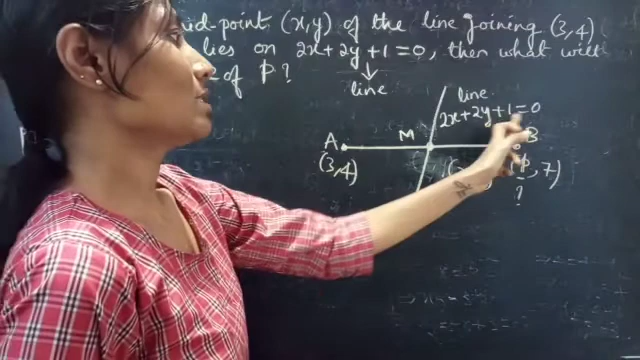 mid-point (x,y) of the line joining (3,4)
lies on 2x+2y+1=0, then what will
of P?
line
line
2x+2y+1=0
A M B
(3,4) (P,7)
?